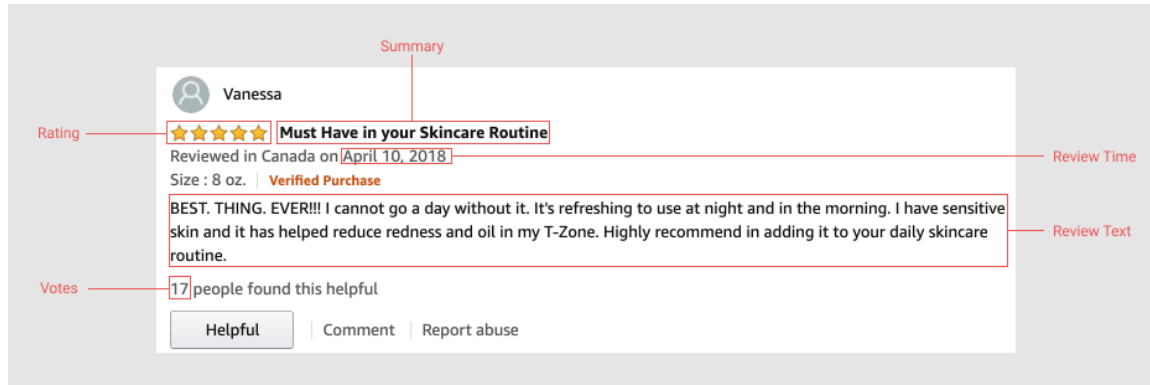 Summary
Vanessa
Rating
Must Have in your Skincare Routine
Reviewed in Canada on April 10, 2018
Review Time
Size : 8 oz.
Verified Purchase
BEST. THING. EVER!!! I cannot go a day without it. It's refreshing to use at night and in the morning. I have sensitive
skin and it has helped reduce redness and oil in my T-Zone. Highly recommend in adding it to your daily skincare
Review Text
routine.
Votes
17 people found this helpful
Helpful
Comment
Report abuse